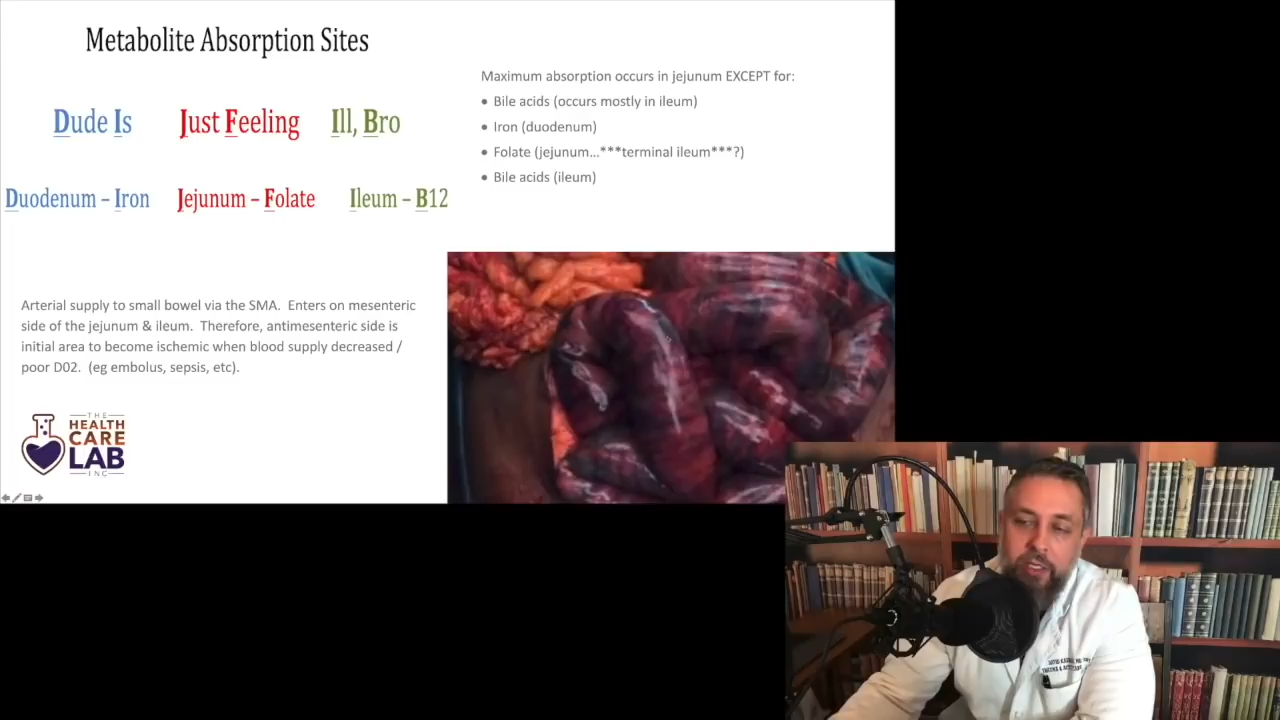 Metabolite Absorption Sites
Dude Is Just Feeling Ill, Bro
Duodenum – Iron Jejunum – Folate Ileum – B12
Maximum absorption occurs in jejunum EXCEPT for:
• Bile acids (occurs mostly in ileum)
• Iron (duodenum)
• Folate (jejunum...***terminal ileum***?)
• Bile acids (ileum)
Arterial supply to small bowel via the SMA. Enters on mesenteric
side of the jejunum & ileum. Therefore, antimesenteric side is
initial area to become ischemic when blood supply decreased /
poor D02. (eg embolus, sepsis, etc).
THE
HEALTH
CARE
LAB
INC
DAVID
TRAUMA &